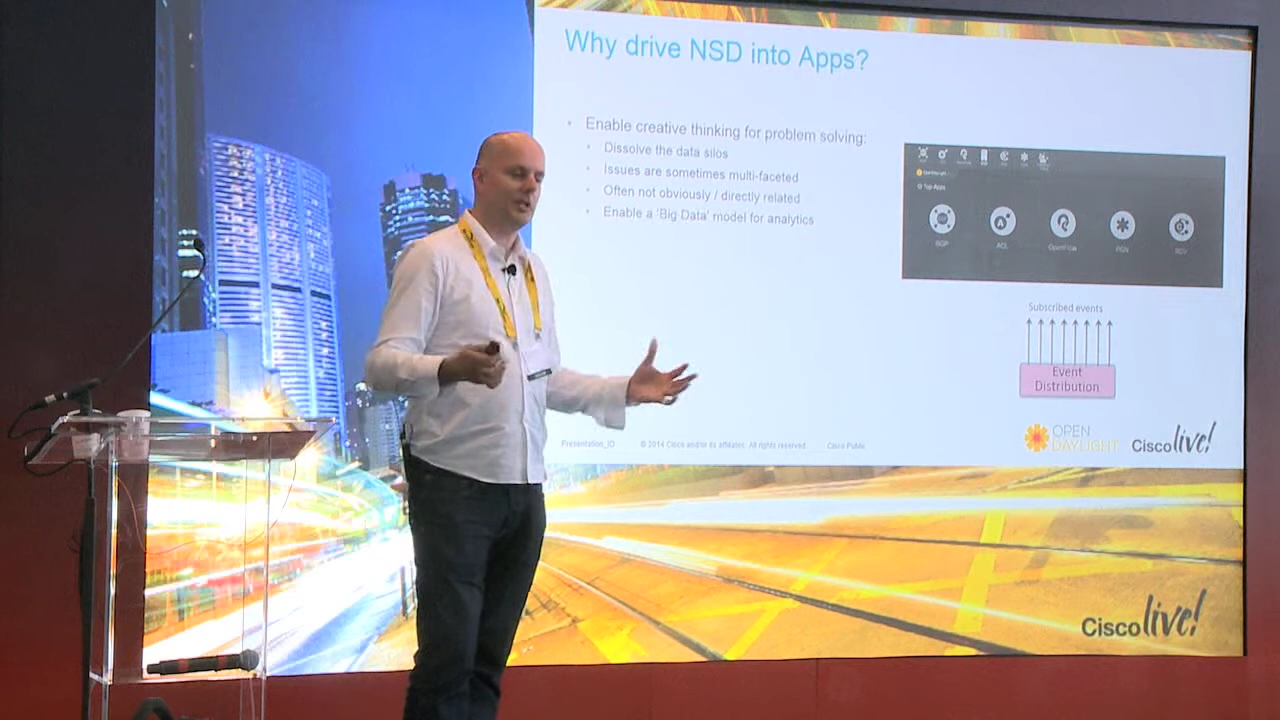 Why drive NSD into Apps?
Enable creative thinking for problem solving:
Dissolve the data silos
Issues are sometimes multi-faceted
Often not obviously / directly related
Enable a 'Big Data' model for analytics
Top Apps
BGP
ACL
OpenFlow
Subscribed events
Event
Distribution
Presentation_ID
© 2014 Cisco and/or its affiliates. All rights reserved.
Cisco Public
OPEN
DAYLIGHT
Cisco live!
Cisco live!